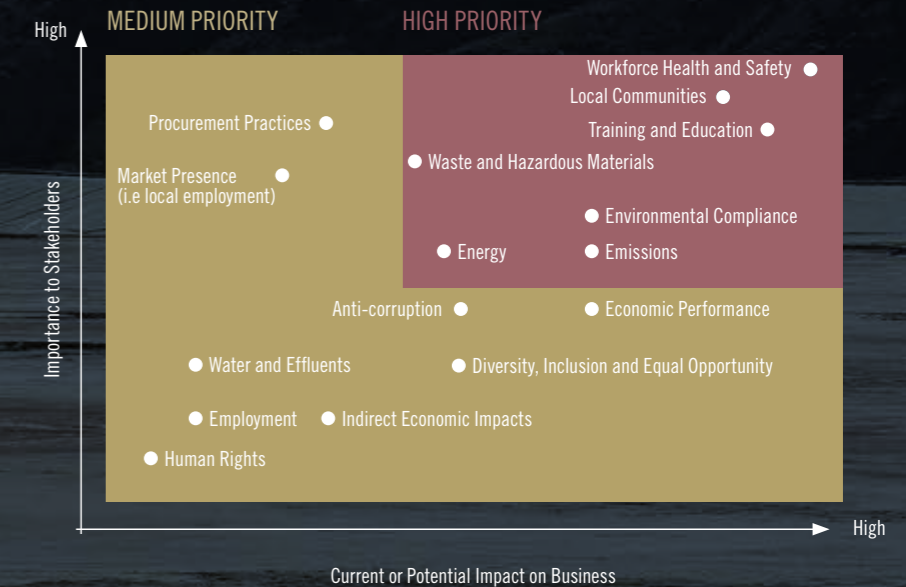 MEDIUM PRIORITY
HIGH PRIORITY
High
Workforce Health and Safety
Local Communities
Procurement Practices
Training and Education
Waste and Hazardous Materials
Market Presence
(i.e local employment)
Environmental Compliance
Energy
Emissions
Importance to Stakeholders
Anti-corruption
Economic Performance
Water and Effluents
Diversity, Inclusion and Equal Opportunity
Employment
Indirect Economic Impacts
Human Rights
High
Current or Potential Impact on Business